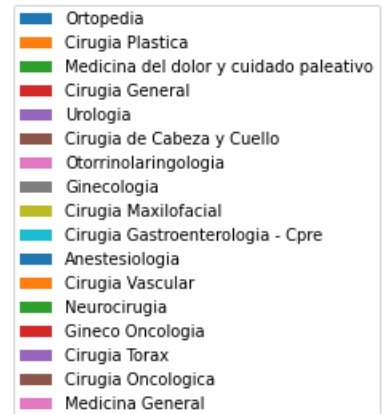 Ortopedia
Cirugia Plastica
Medicina del dolor y cuidado paleativo
Cirugia General
Urologia
Cirugia de Cabeza y Cuello
Otorrinolaringologia
Ginecologia
Cirugia Maxilofacial
Cirugia Gastroenterologia - Cpre
Anestesiologia
Cirugia Vascular
Neurocirugia
Gineco Oncologia
Cirugia Torax
Cirugia Oncologica
Medicina General